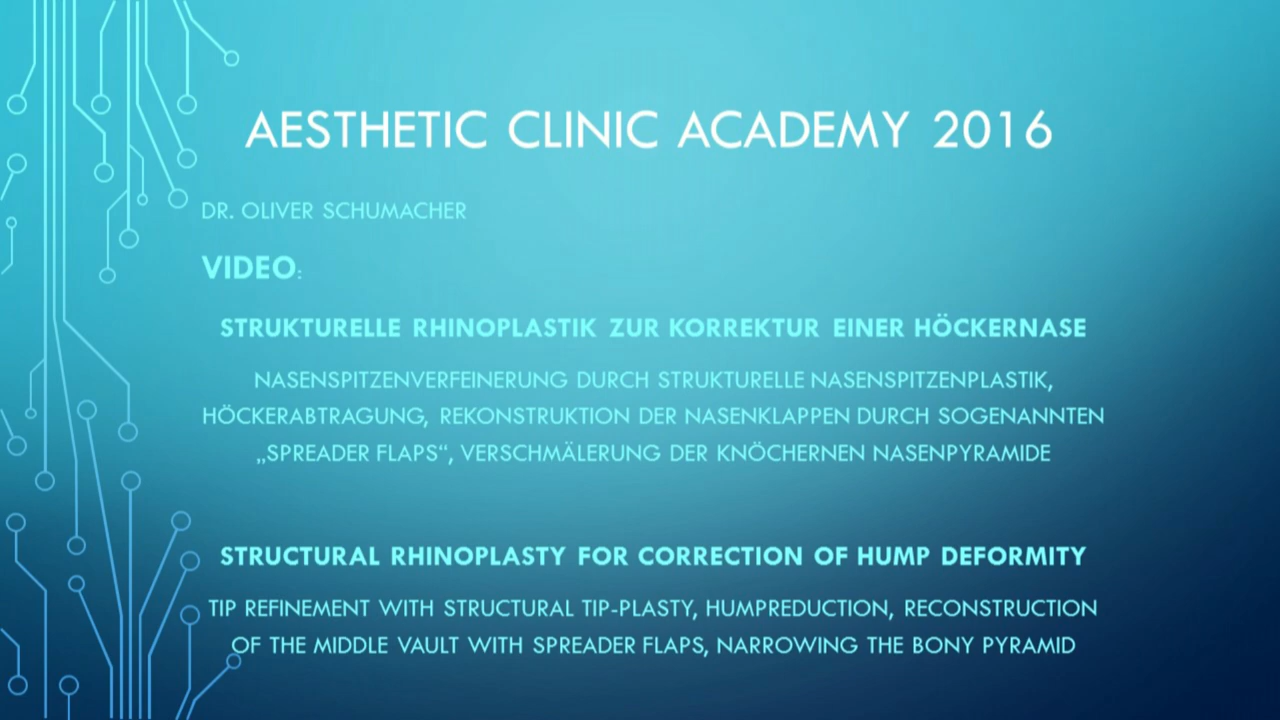 AESTHETIC CLINIC ACADEMY 2016
DR. OLIVER SCHUMACHER
VIDEO:
STRUKTURELLE RHINOPLASTIK ZUR KORREKTUR EINER HÖCKERNASE
NASENSPITZENVERFEINERUNG DURCH STRUKTURELLE NASENSPITZENPLASTIK,
HÖCKERABTRAGUNG, REKONSTRUKTION DER NASENKLAPPEN DURCH SOGENANNTEN
„SPREADER FLAPS“, VERSCHMÄLERUNG DER KNÖCHERNEN NASENPYRAMIDE
STRUCTURAL RHINOPLASTY FOR CORRECTION OF HUMP DEFORMITY
TIP REFINEMENT WITH STRUCTURAL TIP-PLASTY, HUMPREDUCTION, RECONSTRUCTION
OF THE MIDDLE VAULT WITH SPREADER FLAPS, NARROWING THE BONY PYRAMID